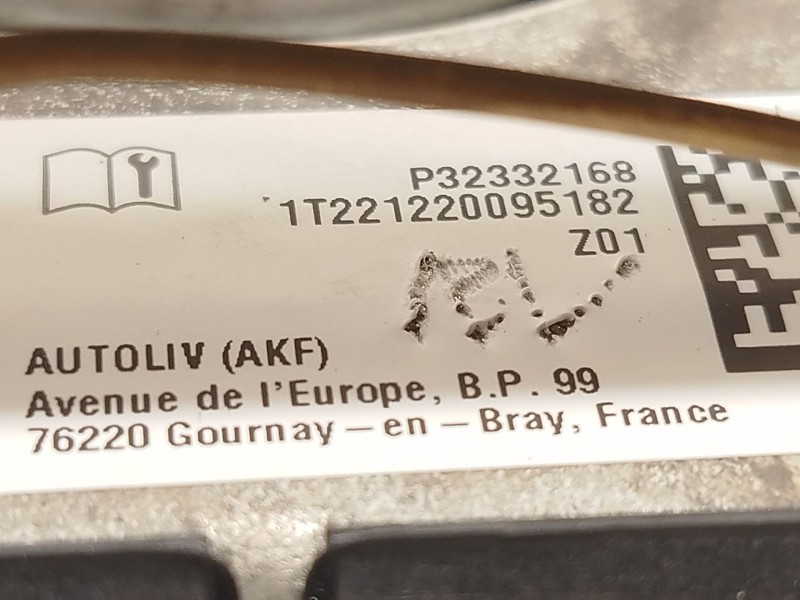 P32332168
1T221220095182
Z01
AUTOLIV (AKF)
Avenue de l'Europe, B.P. 99
76220 Gournay - en - Bray, France